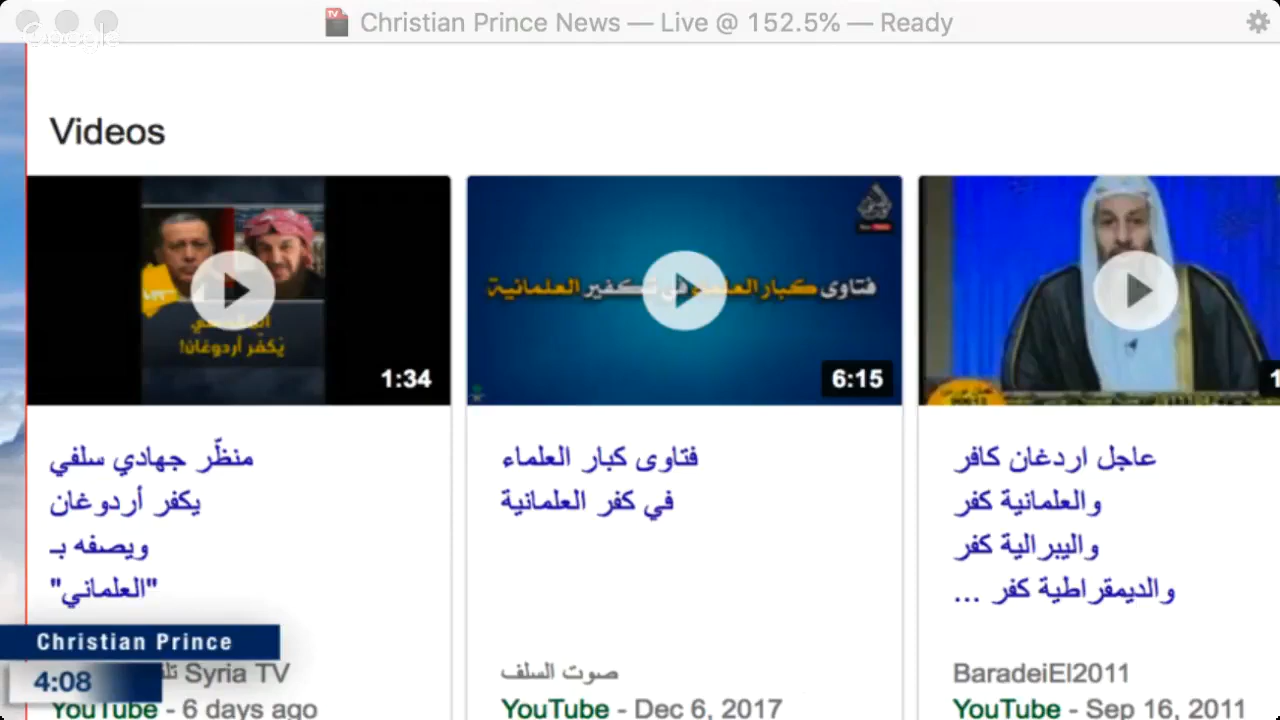 Christian Prince News — Live @ 152.5% — Ready
Google
Videos
يكفّر أردوغان!
1:34
فتاوى كبار العلماء في تكفير العلمانية
6:15
منظّر جهادي سلفي
يكفر أردوغان
ويصفه بـ
"العلماني"
فتاوى كبار العلماء
في كفر العلمانية
عاجل اردغان كافر
والعلمانية كفر
واليبرالية كفر
والديمقراطية كفر ...
Christian Prince
4:08
Syria TV
YouTube - 6 days ago
صوت السلف
YouTube - Dec 6, 2017
BaradeiEl2011
YouTube - Sep 16, 2011